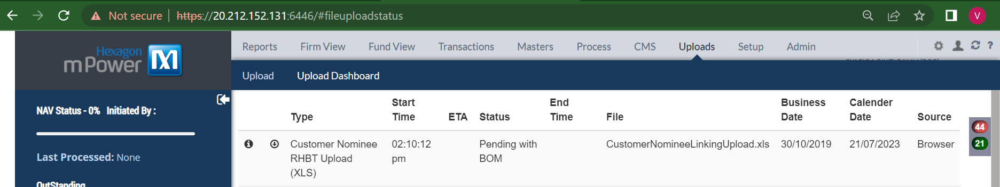 Not secure https://20.212.152.131:6446/#fileuploadstatus V
Hexagon
mPower
Reports Firm View Fund View Transactions Masters Process CMS Uploads Setup Admin ?
Upload Upload Dashboard
NAV Status - 0% Initiated By :
Last Processed: None
OutStanding
Type Start Time ETA Status End Time File Business Date Calender Date Source
Customer Nominee RHBT Upload (XLS) 02:10:12 pm Pending with BOM CustomerNomineeLinkingUpload.xls 30/10/2019 21/07/2023 Browser
44
21